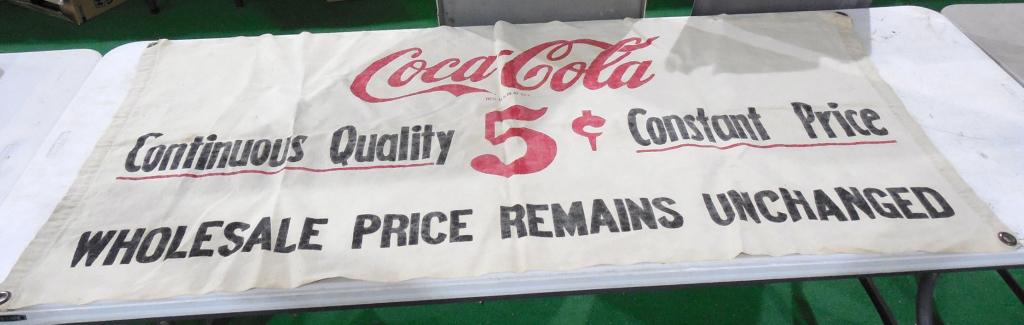 Coca-Cola
Continuous Quality 5¢ Constant Price
WHOLESALE PRICE REMAINS UNCHANGED